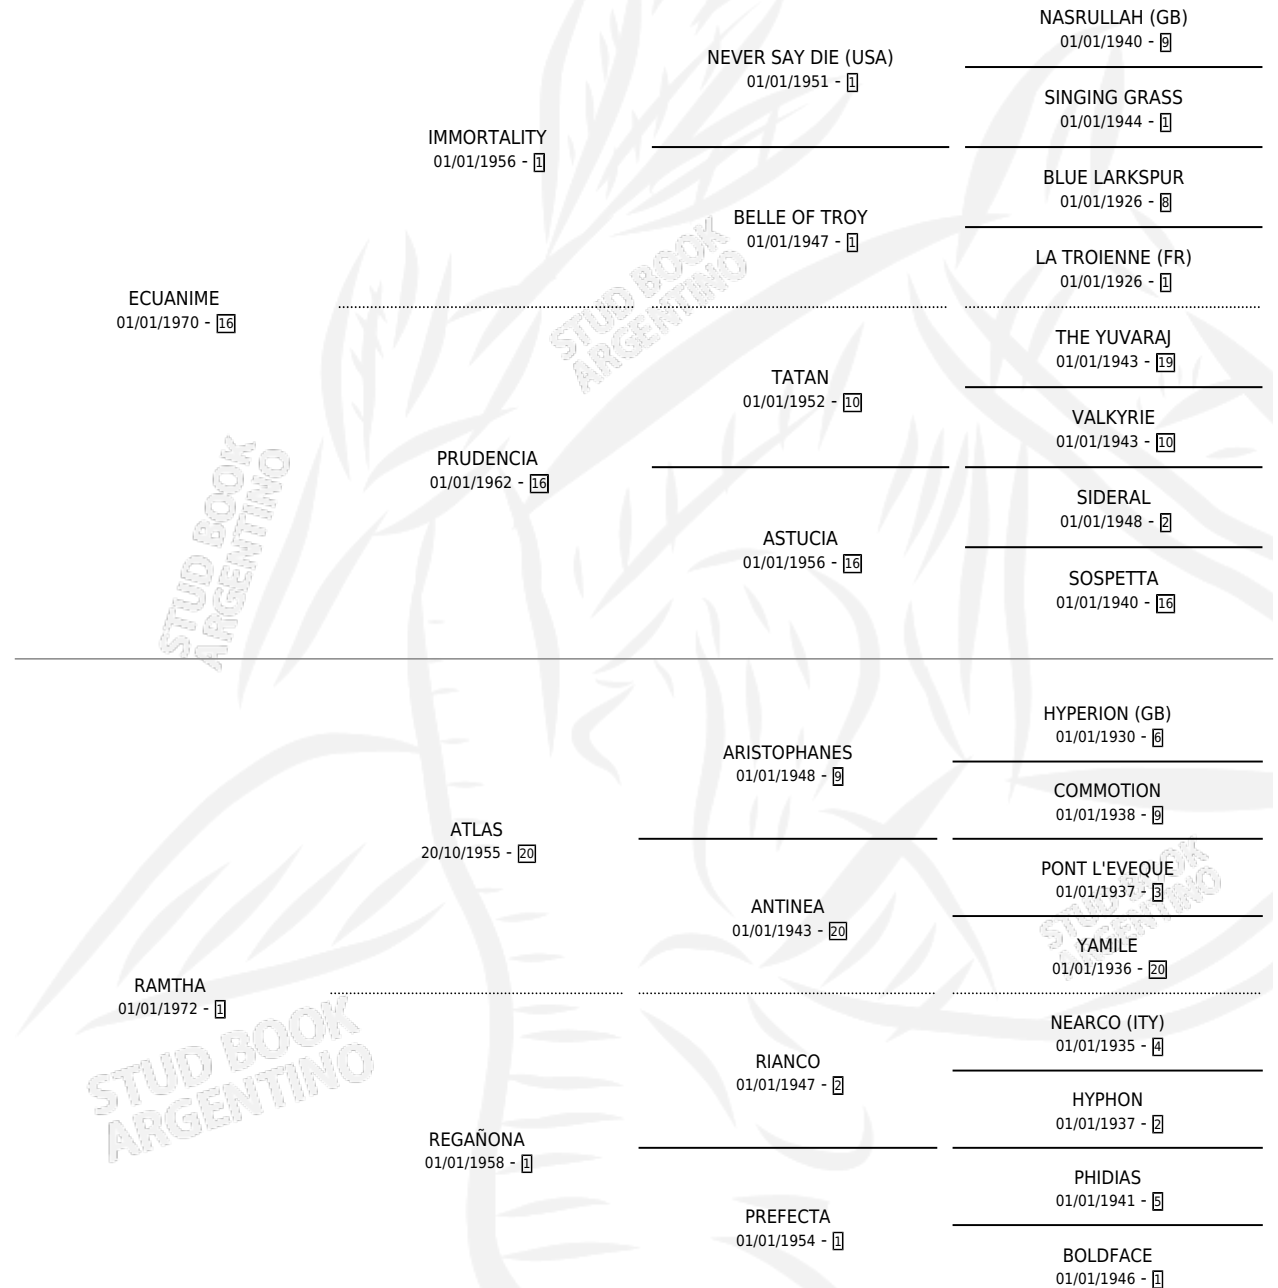 NASRULLAH (GB)
01/01/1940 - 9
NEVER SAY DIE (USA)
01/01/1951 - 1
SINGING GRASS
01/01/1944 - 1
IMMORTALITY
01/01/1956 - 1
BLUE LARKSPUR
01/01/1926 - 8
BELLE OF TROY
01/01/1947 - 1
LA TROIENNE (FR)
01/01/1926 - 1
ECUANIME
01/01/1970 - 16
THE YUVARAJ
01/01/1943 - 19
TATAN
01/01/1952 - 10
VALKYRIE
01/01/1943 - 10
PRUDENCIA
01/01/1962 - 16
SIDERAL
01/01/1948 - 2
ASTUCIA
01/01/1956 - 16
SOSPETTA
01/01/1940 - 16
HYPERION (GB)
01/01/1930 - 6
ARISTOPHANES
01/01/1948 - 9
COMMOTION
01/01/1938 - 9
ATLAS
20/10/1955 - 20
PONT L'EVEQUE
01/01/1937 - 3
ANTINEA
01/01/1943 - 20
YAMILE
01/01/1936 - 20
RAMTHA
01/01/1972 - 1
NEARCO (ITY)
01/01/1935 - 4
RIANCO
01/01/1947 - 2
HYPHON
01/01/1937 - 2
REGAÑONA
01/01/1958 - 1
PHIDIAS
01/01/1941 - 5
PREFECTA
01/01/1954 - 1
BOLDFACE
01/01/1946 - 1
STUD BOOK
ARGENTINO
STUD BOOK
ARGENTINO
STUD BOOK
ARGENTINO
STUD BOOK
ARGENTINO